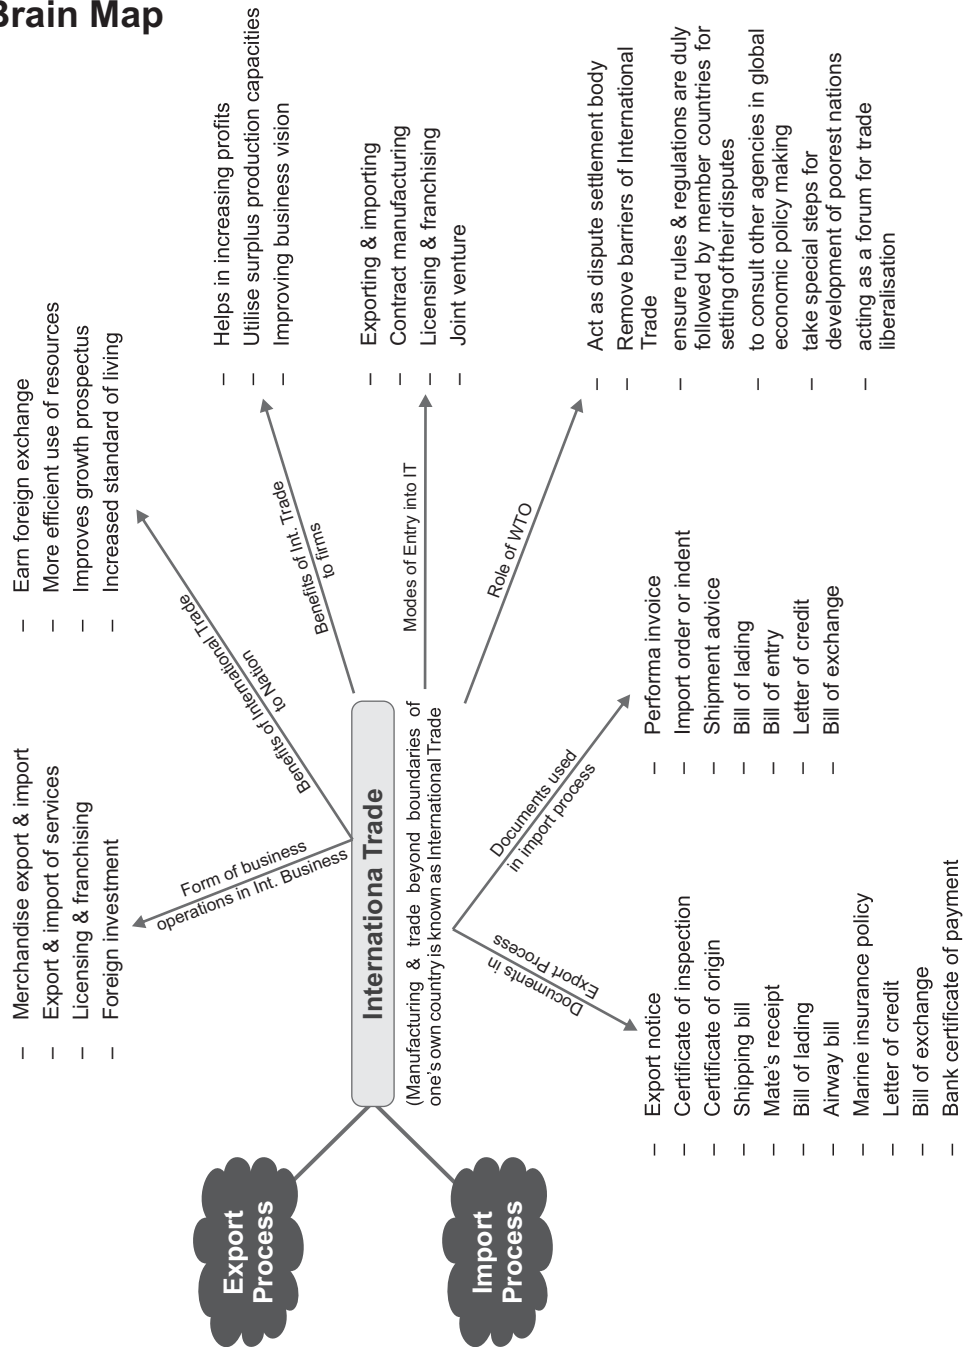 Brain Map
– Merchandise export & import
– Export & import of services
– Licensing & franchising
– Foreign investment
– Earn foreign exchange
– More efficient use of resources
– Improves growth prospectus
– Increased standard of living
– Helps in increasing profits
– Utilise surplus production capacities
– Improving business vision
– Exporting & importing
– Contract manufacturing
– Licensing & franchising
– Joint venture
– Act as dispute settlement body
– Remove barriers of International
Trade
– ensure rules & regulations are duly
followed by member countries for
setting of their disputes
– to consult other agencies in global
economic policy making
– take special steps for
development of poorest nations
– acting as a forum for trade
liberalisation
Form of business
operations in Int. Business
Benefits of International Trade
to Nation
Benefits of Int. Trade
to firms
Modes of Entry into IT
Role of WTO
Internationa Trade
(Manufacturing & trade beyond boundaries of
one's own country is known as International Trade
Export
Process
Import
Process
Documents in
Export Process
Documents used
in import process
– Export notice
– Certificate of inspection
– Certificate of origin
– Shipping bill
– Mate's receipt
– Bill of lading
– Airway bill
– Marine insurance policy
– Letter of credit
– Bill of exchange
– Bank certificate of payment
– Performa invoice
– Import order or indent
– Shipment advice
– Bill of lading
– Bill of entry
– Letter of credit
– Bill of exchange